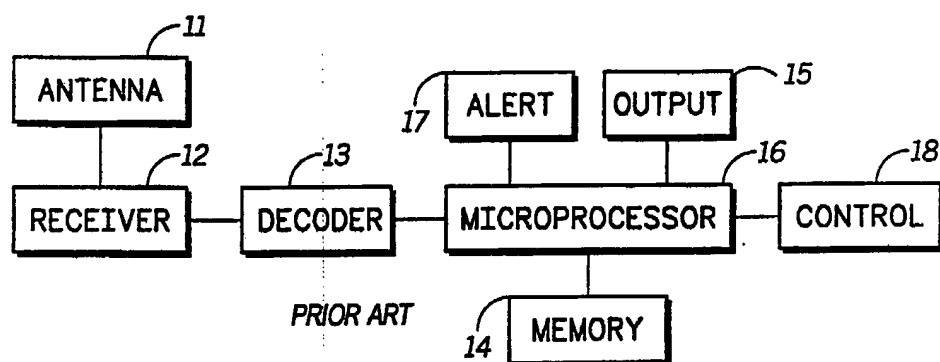 11
ANTENNA
17
ALERT
OUTPUT
15
12
RECEIVER
13
DECODER
16
MICROPROCESSOR
18
CONTROL
PRIOR ART
14
MEMORY